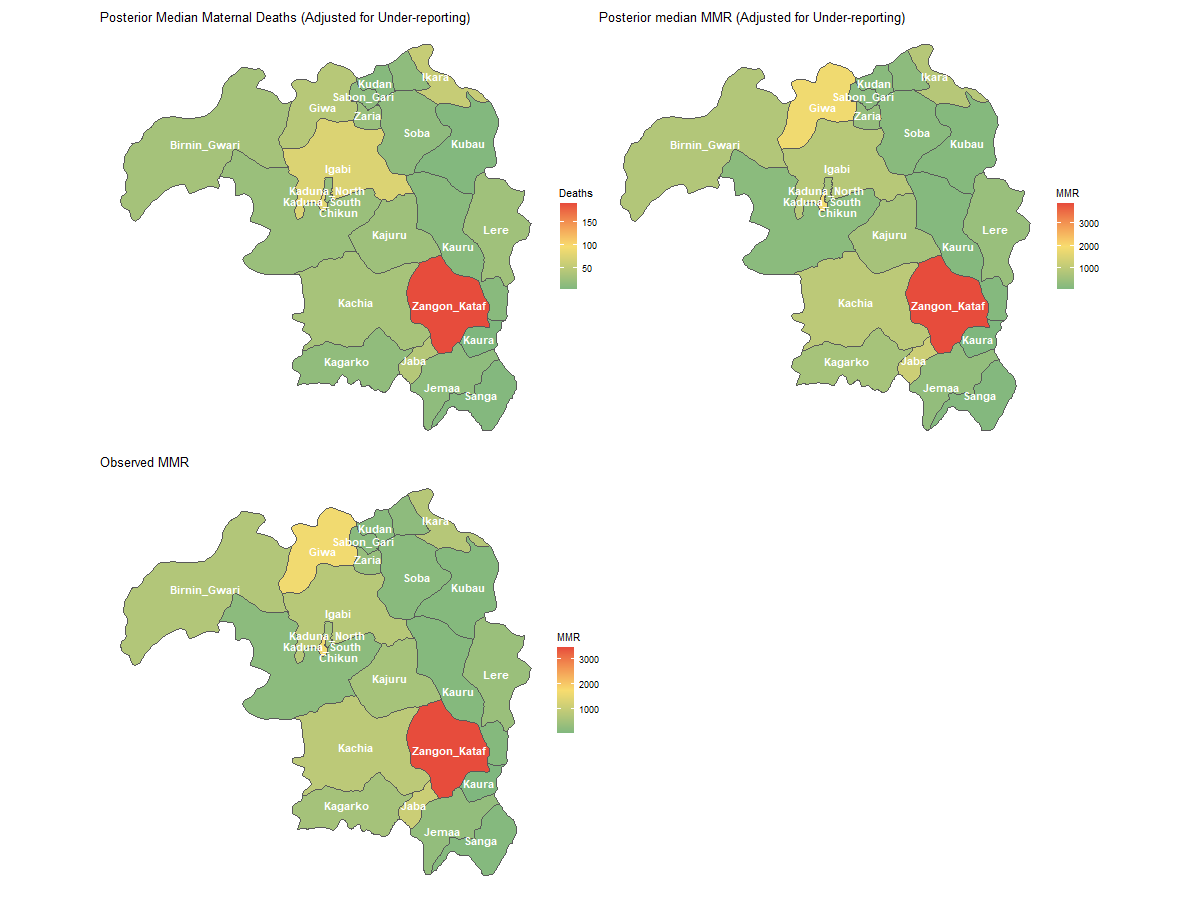 Posterior Median Maternal Deaths (Adjusted for Under-reporting)
Ikara
Kudan
Sabon_Gari
Giwa
Zaria
Soba
Birnin_Gwari
Kubau
Igabi
Kaduna_North
Kaduna_South
Chikun
Lere
Kajuru
Kauru
Kachia
Zangon_Kataf
Kaura
Kagarko
Jaba
Jemaa
Sanga
Deaths
150
100
50
Posterior median MMR (Adjusted for Under-reporting)
Ikara
Kudan
Sabon_Gari
Giwa
Zaria
Soba
Birnin_Gwari
Kubau
Igabi
Kaduna_North
Kaduna_South
Chikun
Lere
Kajuru
Kauru
Kachia
Zangon_Kataf
Kaura
Kagarko
Jaba
Jemaa
Sanga
MMR
3000
2000
1000
Observed MMR
Ikara
Kudan
Sabon_Gari
Giwa
Zaria
Soba
Birnin_Gwari
Kubau
Igabi
Kaduna_North
Kaduna_South
Chikun
Lere
Kajuru
Kauru
Kachia
Zangon_Kataf
Kaura
Kagarko
Jaba
Jemaa
Sanga
MMR
3000
2000
1000